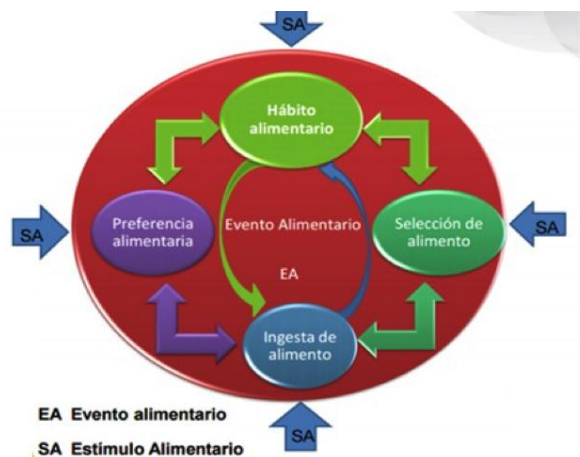 SA
Hábito
alimentario
Preferencia
alimentaria
Evento Alimentario
Selección de
alimento
SA
SA
EA
Ingesta de
alimento
EA Evento alimentario
SA
SA Estímulo Alimentario